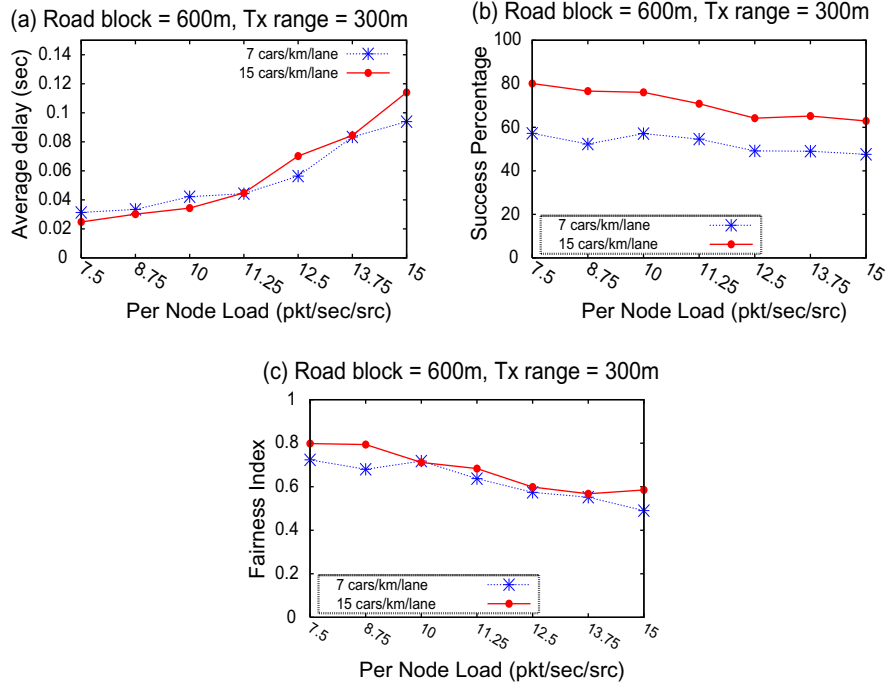 (a) Road block = 600m, Tx range = 300m
0.14
0.12
0.1
0.08
0.06
0.04
0.02
0
Average delay (sec)
7 cars/km/lane
15 cars/km/lane
7.5
8.75
10
11.25
12.5
13.75
15
Per Node Load (pkt/sec/src)
(b) Road block = 600m, Tx range = 300m
100
80
60
40
20
0
Success Percentage
7 cars/km/lane
15 cars/km/lane
7.5
8.75
10
11.25
12.5
13.75
15
Per Node Load (pkt/sec/src)
(c) Road block = 600m, Tx range = 300m
1
0.8
0.6
0.4
0.2
0
Fairness Index
7 cars/km/lane
15 cars/km/lane
7.5
8.75
10
11.25
12.5
13.75
15
Per Node Load (pkt/sec/src)